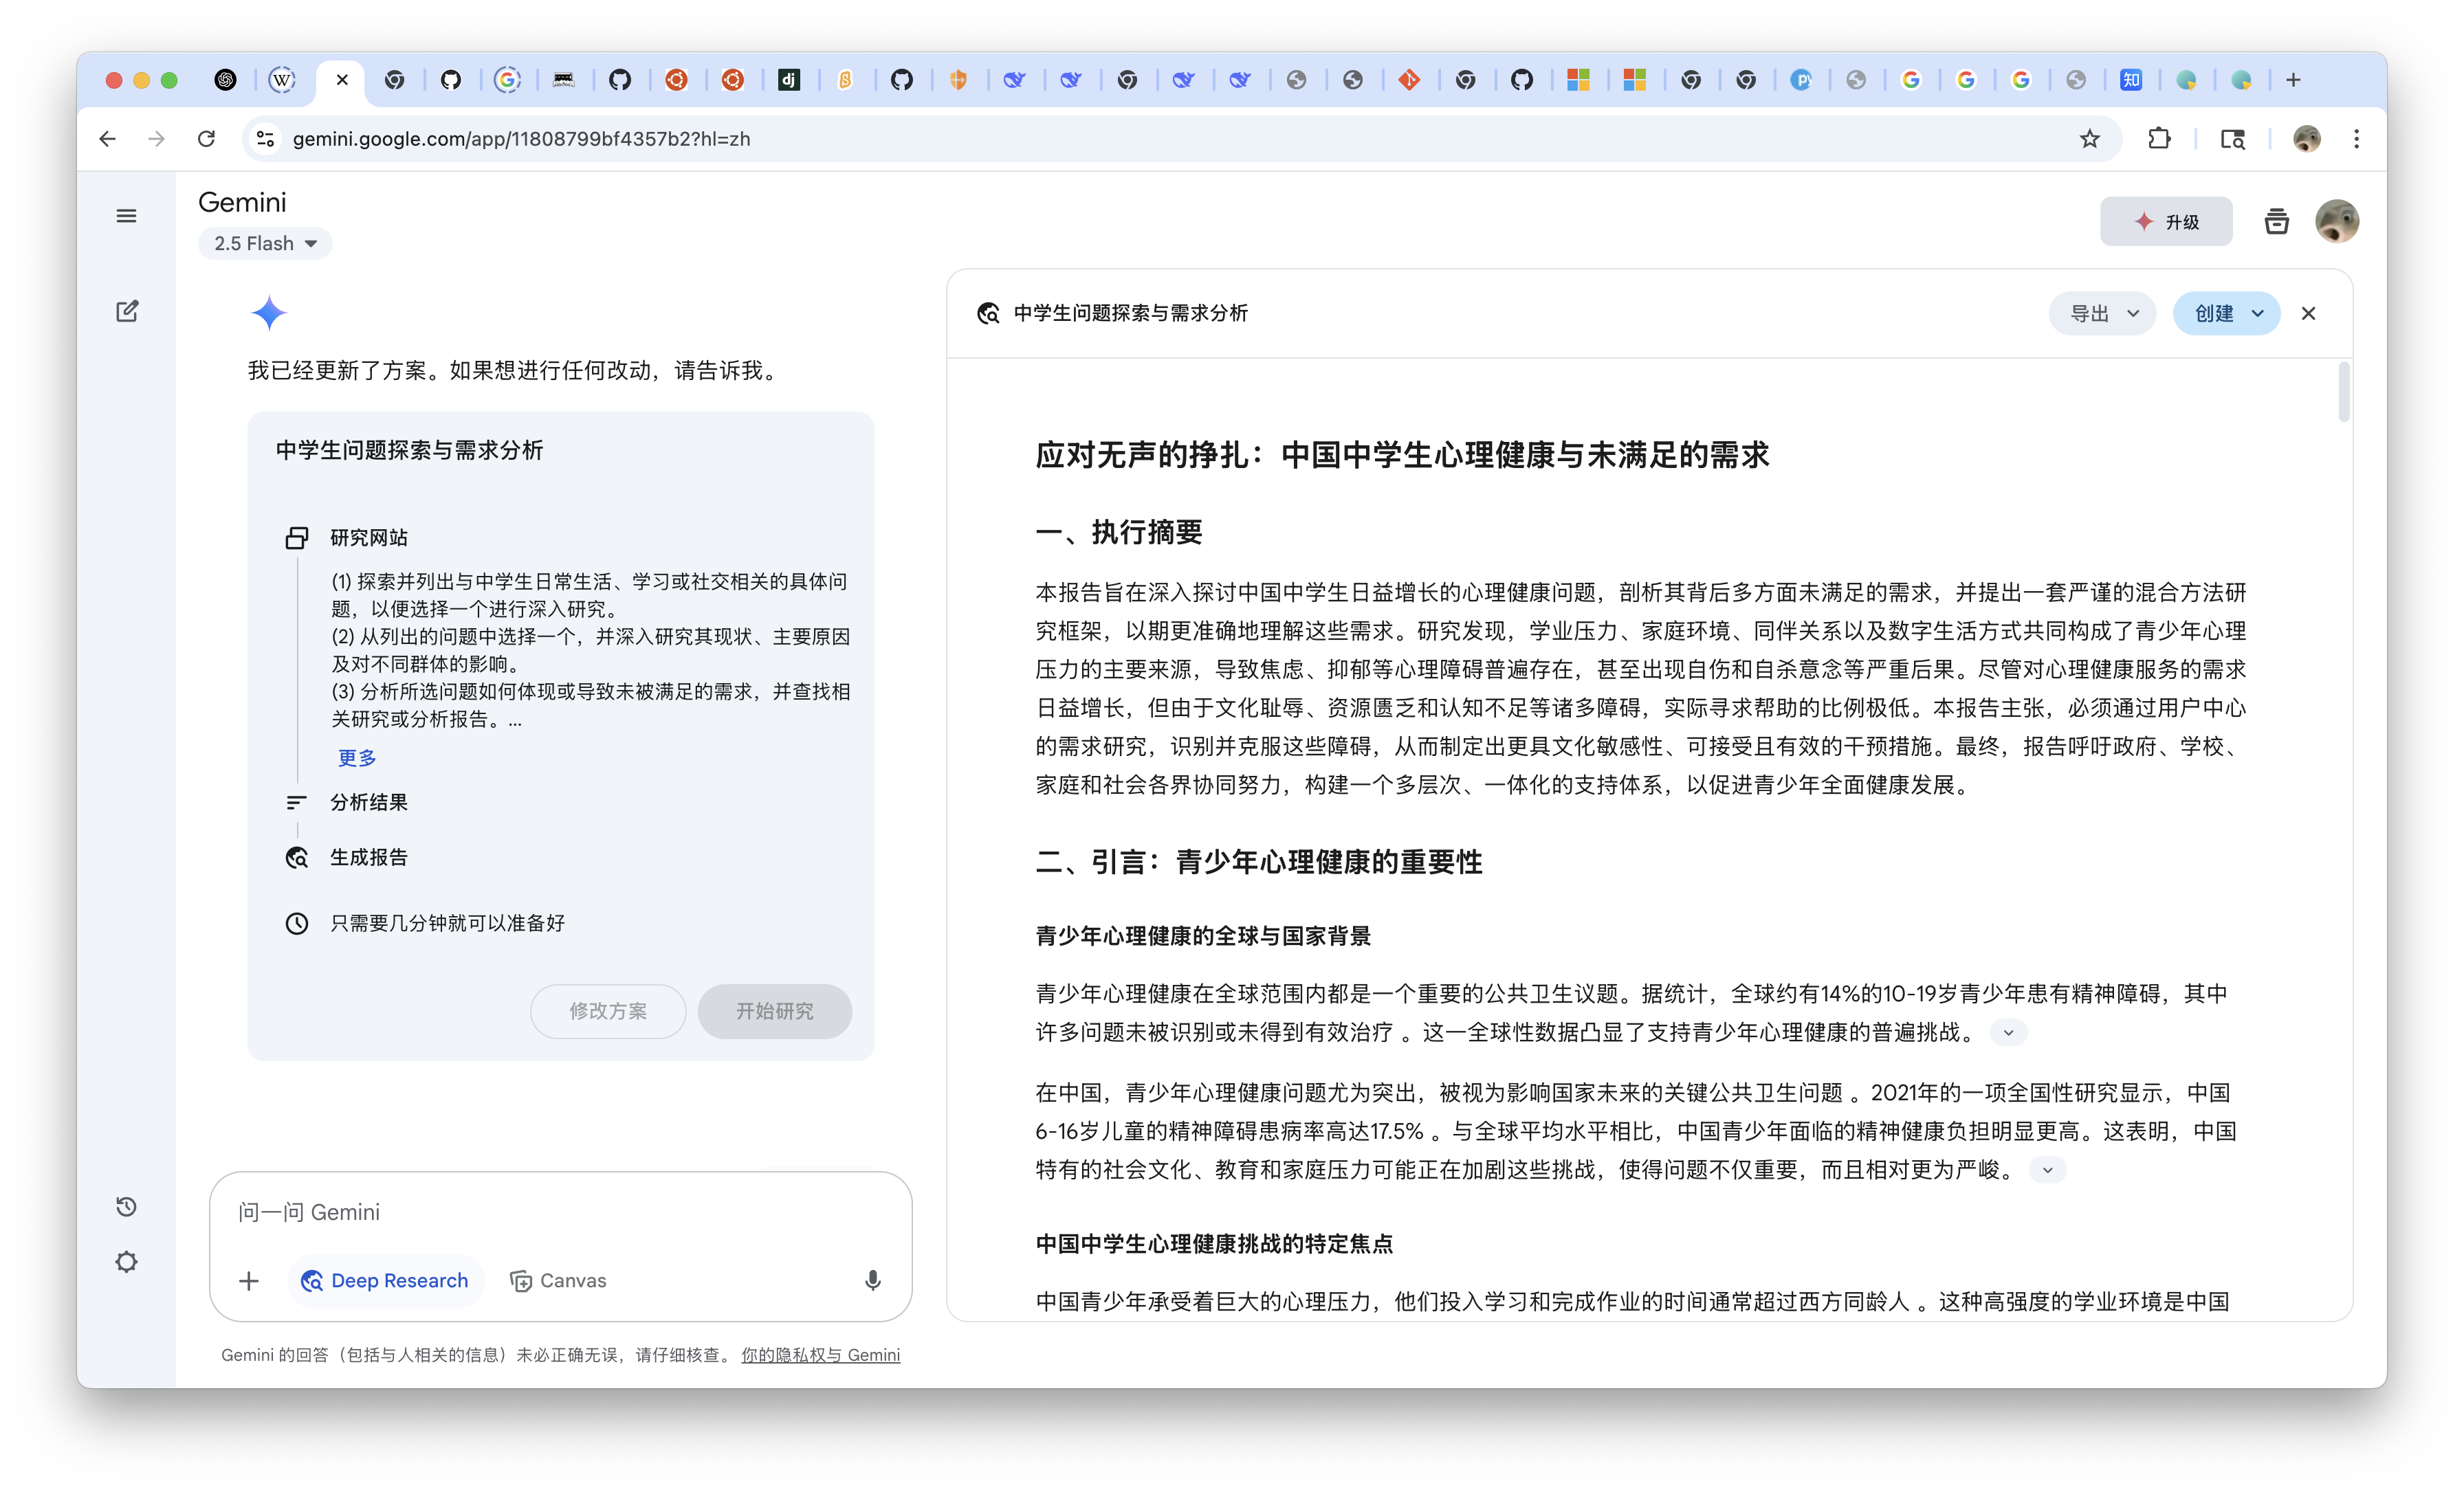 gemini.google.com/app/11808799bf4357b2?hl=zh
Gemini
2.5 Flash
升级
我已经更新了方案。如果想进行任何改动，请告诉我。
中学生问题探索与需求分析
研究网站
(1) 探索并列出与中学生日常生活、学习或社交相关的具体问
题，以便选择一个进行深入研究。
(2) 从列出的问题中选择一个，并深入研究其现状、主要原因
及对不同群体的影响。
(3) 分析所选问题如何体现或导致未被满足的需求，并查找相
关研究或分析报告。...
更多
分析结果
生成报告
只需要几分钟就可以准备好
修改方案
开始研究
问一问 Gemini
Deep Research
Canvas
Gemini 的回答（包括与人相关的信息）未必正确无误，请仔细核查。 你的隐私权与 Gemini
中学生问题探索与需求分析
导出
创建
应对无声的挣扎：中国中学生心理健康与未满足的需求
一、执行摘要
本报告旨在深入探讨中国中学生日益增长的心理健康问题，剖析其背后多方面未满足的需求，并提出一套严谨的混合方法研
究框架，以期更准确地理解这些需求。研究发现，学业压力、家庭环境、同伴关系以及数字生活方式共同构成了青少年心理
压力的主要来源，导致焦虑、抑郁等心理障碍普遍存在，甚至出现自伤和自杀意念等严重后果。尽管对心理健康服务的需求
日益增长，但由于文化耻辱、资源匮乏和认知不足等诸多障碍，实际寻求帮助的比例极低。本报告主张，必须通过用户中心
的需求研究，识别并克服这些障碍，从而制定出更具文化敏感性、可接受且有效的干预措施。最终，报告呼吁政府、学校、
家庭和社会各界协同努力，构建一个多层次、一体化的支持体系，以促进青少年全面健康发展。
二、引言：青少年心理健康的重要性
青少年心理健康的全球与国家背景
青少年心理健康在全球范围内都是一个重要的公共卫生议题。据统计，全球约有14%的10-19岁青少年患有精神障碍，其中
许多问题未被识别或未得到有效治疗 。这一全球性数据凸显了支持青少年心理健康的普遍挑战。
在中国，青少年心理健康问题尤为突出，被视为影响国家未来的关键公共卫生问题 。2021年的一项全国性研究显示，中国
6-16岁儿童的精神障碍患病率高达17.5% 。与全球平均水平相比，中国青少年面临的精神健康负担明显更高。这表明，中国
特有的社会文化、教育和家庭压力可能正在加剧这些挑战，使得问题不仅重要，而且相对更为严峻。
中国中学生心理健康挑战的特定焦点
中国青少年承受着巨大的心理压力，他们投入学习和完成作业的时间通常超过西方同龄人 。这种高强度的学业环境是中国